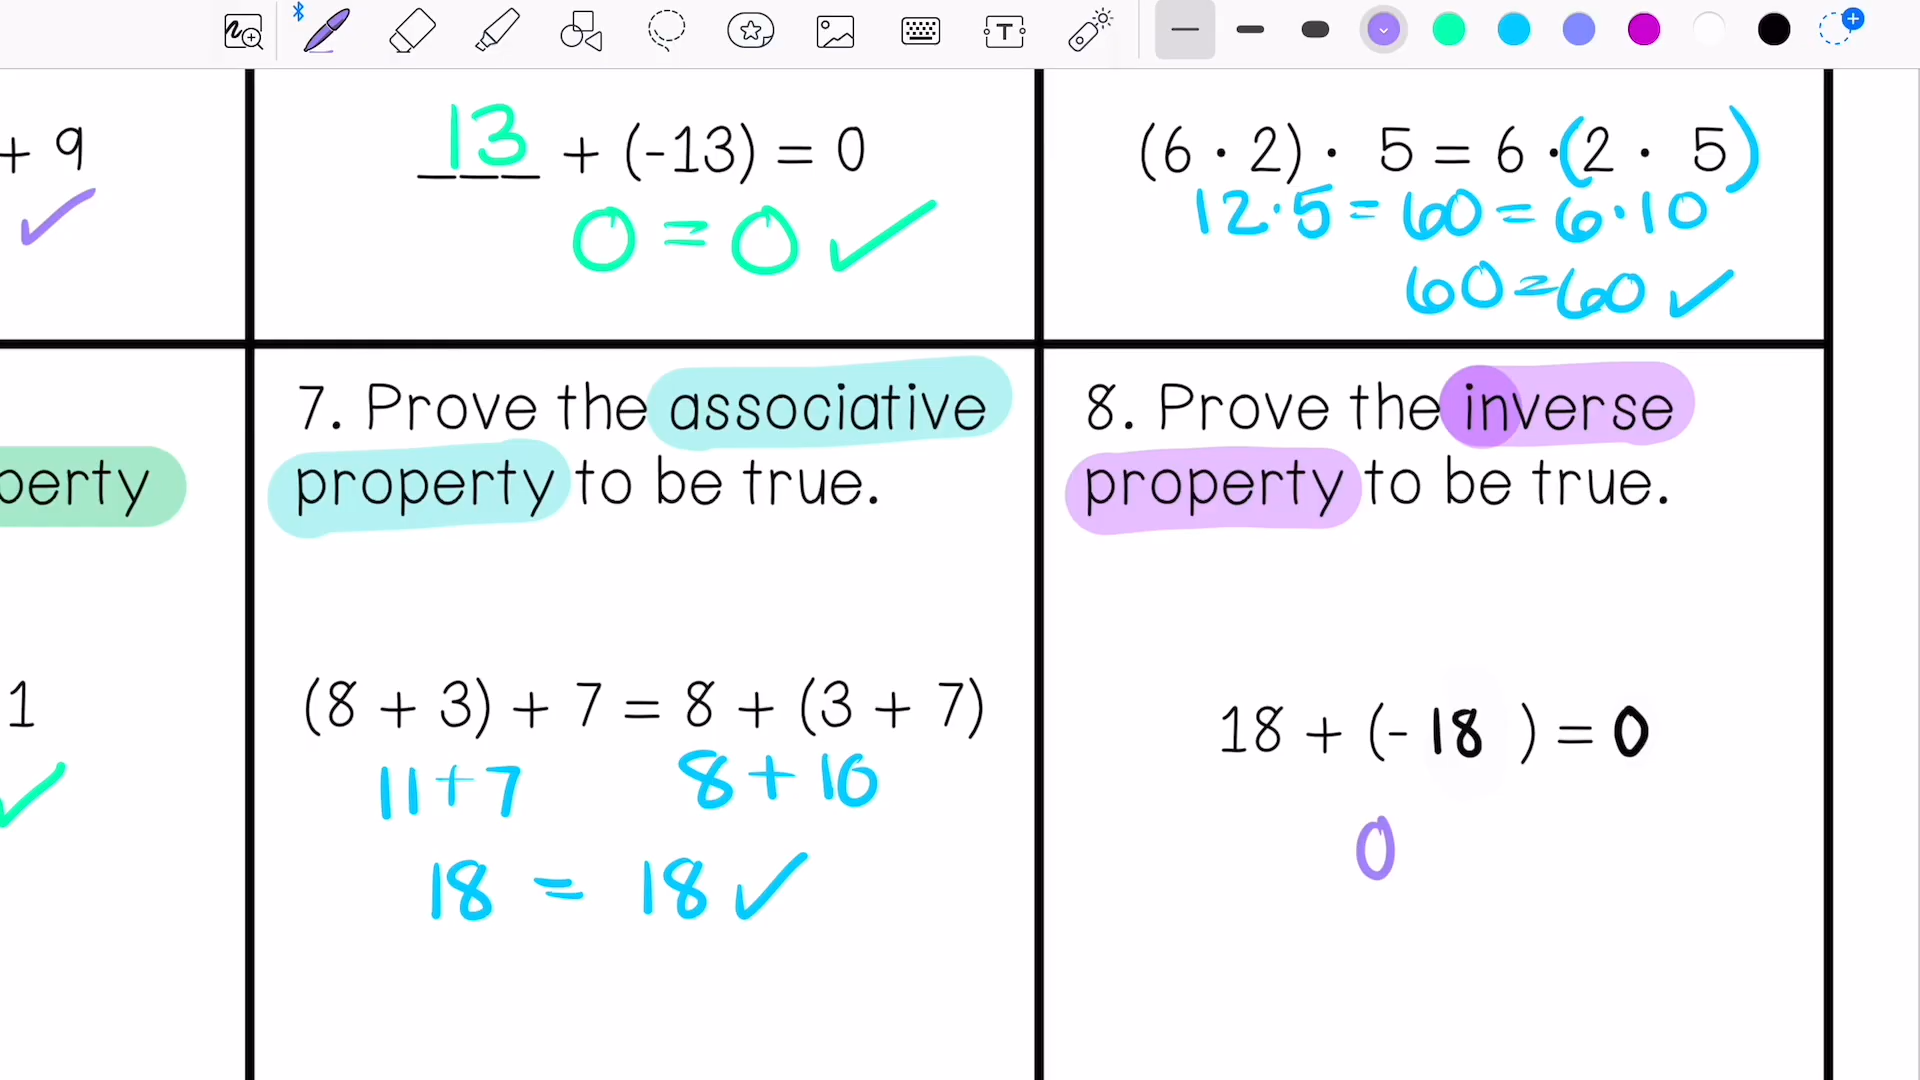 + 9
13 + (-13) = 0
0 = 0 ✓
(6 · 2) · 5 = 6 · (2 · 5)
12 · 5 = 60 = 6 · 10
60 = 60 ✓
perty
1
7. Prove the associative
property to be true.
(8 + 3) + 7 = 8 + (3 + 7)
11 + 7 8 + 10
18 = 18 ✓
8. Prove the inverse
property to be true.
18 + (- 18 ) = 0
0